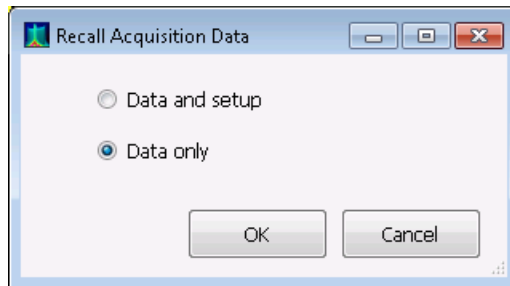 Recall Acquisition Data
Data and setup
Data only
OK Cancel